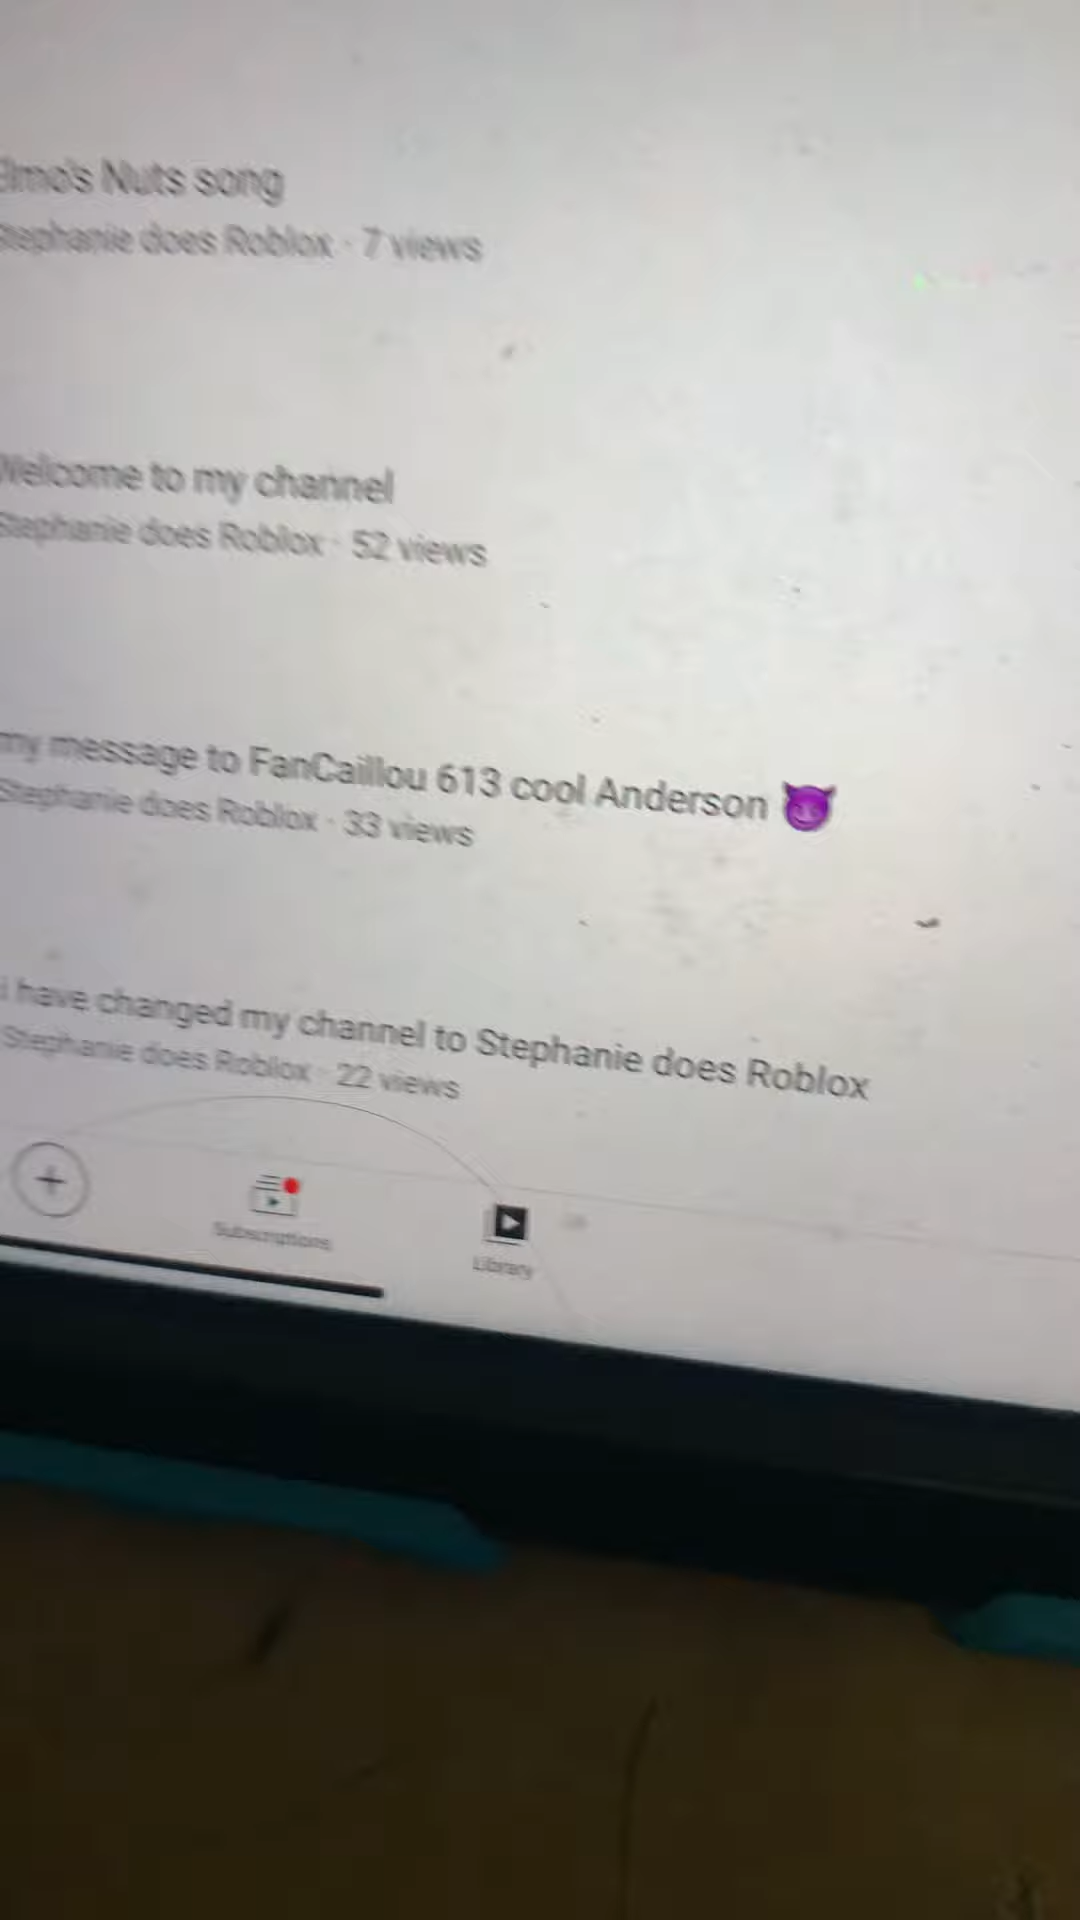 Elmo's Nuts song
Stephanie does Roblox · 7 views
Welcome to my channel
Stephanie does Roblox · 52 views
my message to FanCaillou 613 cool Anderson 😈
Stephanie does Roblox · 33 views
i have changed my channel to Stephanie does Roblox
Stephanie does Roblox · 22 views
Subscriptions
Library